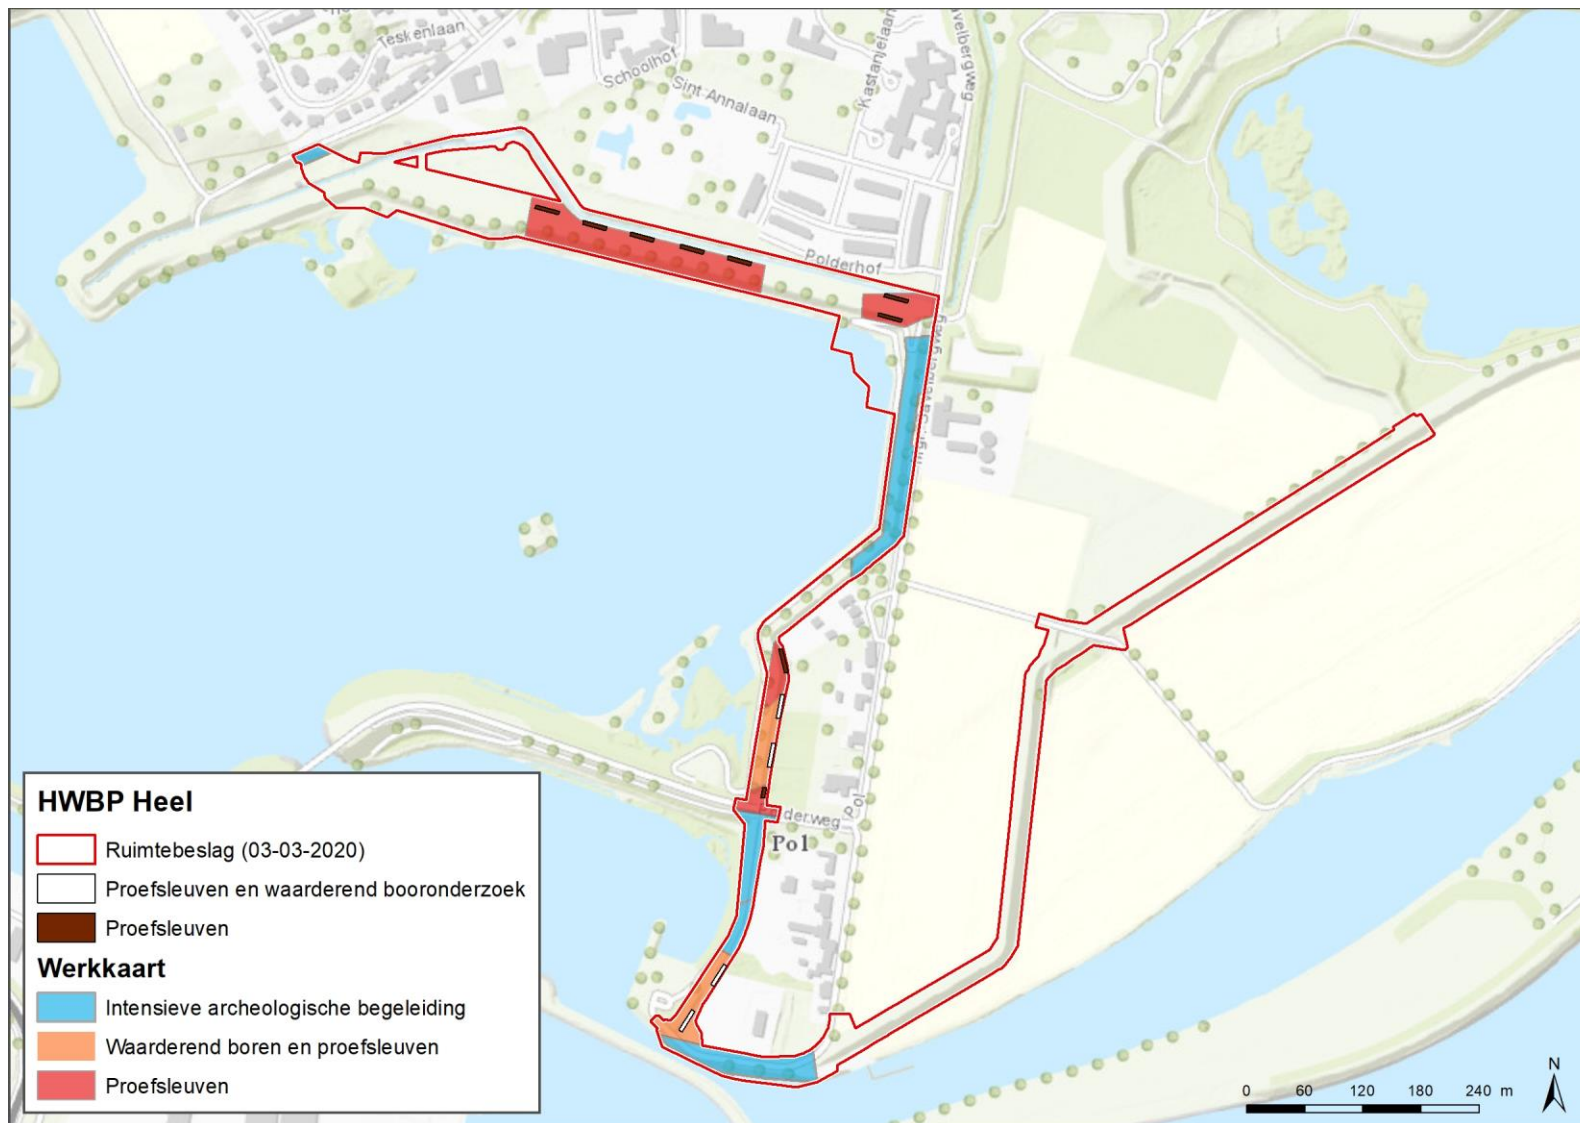 Teskenlaan
Schoolhof
Sint Annalaan
Kastanjelaan
Polderhof
derweg
Pol
Pol
HWBP Heel
Ruimtebeslag (03-03-2020)
Proefsleuven en waarderend booronderzoek
Proefsleuven
Werkkaart
Intensieve archeologische begeleiding
Waarderend boren en proefsleuven
Proefsleuven
0 60 120 180 240 m
N